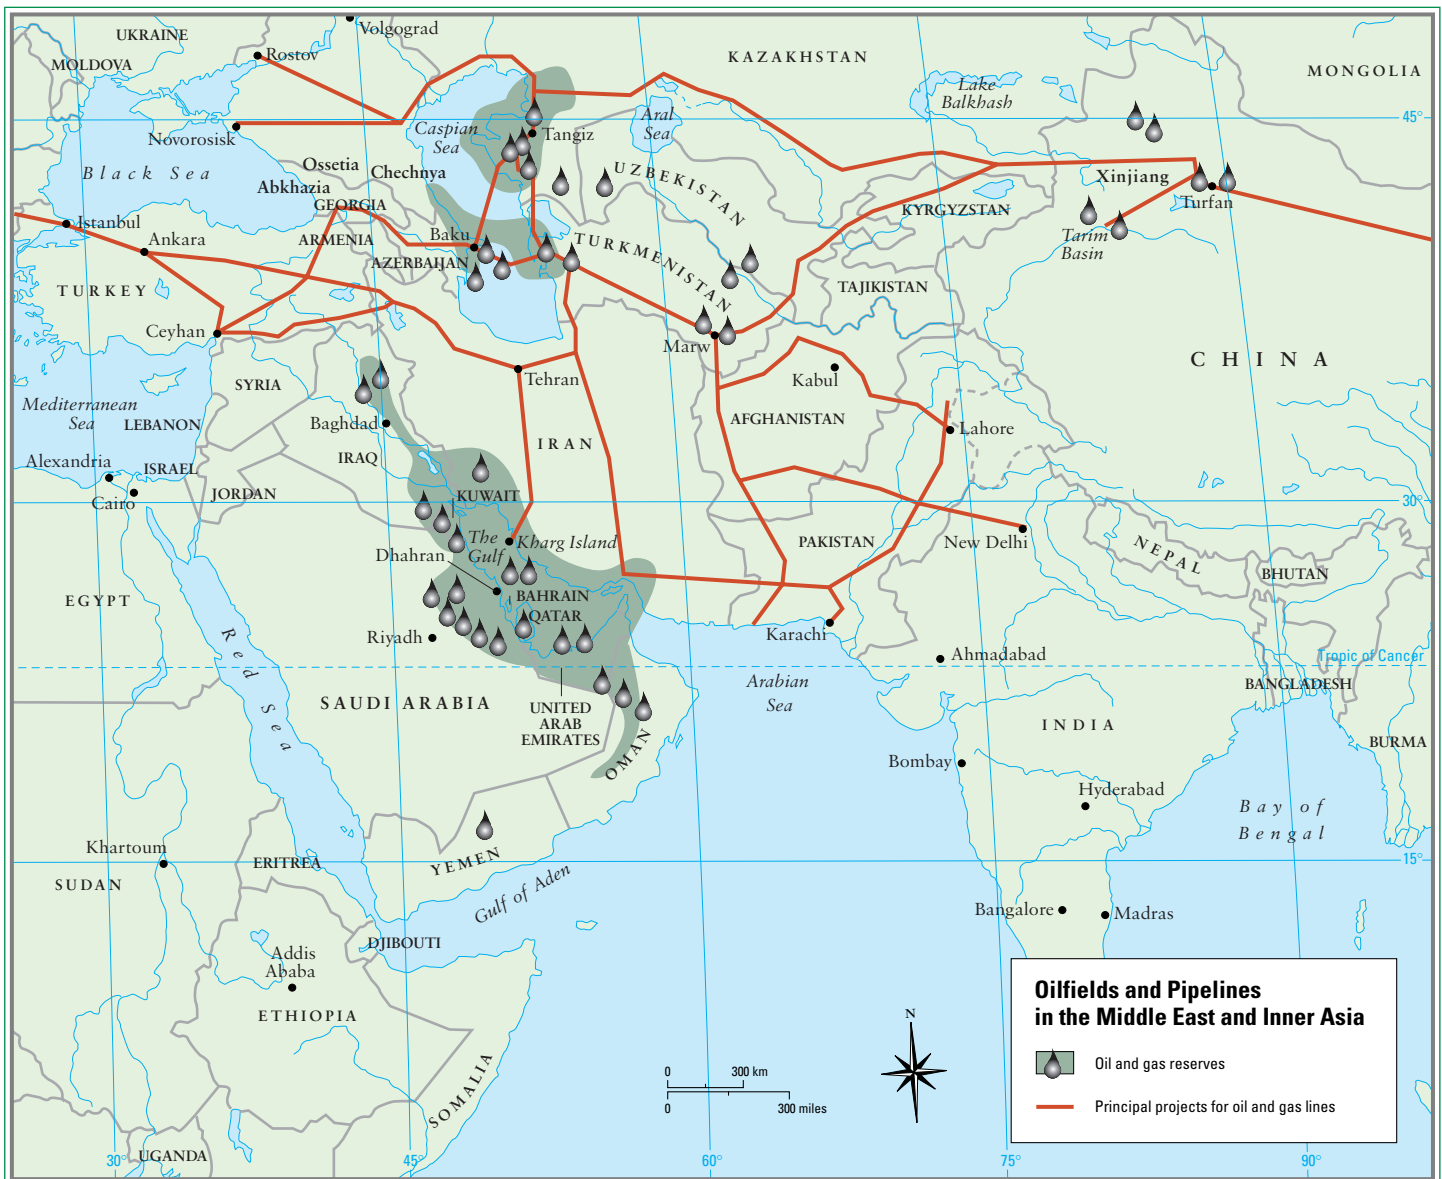 Volgograd
UKRAINE
Rostov
MOLDOVA
KAZAKHSTAN
MONGOLIA
Lake
Balkhash
Aral
Sea
45°
Caspian
Sea
Tangiz
Novorosisk
Black Sea
Ossetia
Chechnya
Abkhazia
GEORGIA
UZBEKISTAN
Xinjiang
Turfan
KYRGYZSTAN
Istanbul
Ankara
ARMENIA
Baku
AZERBAIJAN
TURKMENISTAN
Tarim
Basin
TURKEY
TAJIKISTAN
Ceyhan
Marw
CHINA
Tehran
Kabul
SYRIA
Mediterranean
Sea
LEBANON
Baghdad
AFGHANISTAN
Lahore
IRAN
IRAQ
Alexandria
ISRAEL
Cairo
JORDAN
KUWAIT
30°
The
Gulf
Kharg Island
PAKISTAN
New Delhi
NEPAL
BHUTAN
Dhahran
BAHRAIN
QATAR
EGYPT
Riyadh
Karachi
Ahmadabad
Tropic of Cancer
Red Sea
Arabian
Sea
BANGLADESH
SAUDI ARABIA
UNITED
ARAB
EMIRATES
OMAN
INDIA
BURMA
Bombay
Hyderabad
Bay of
Bengal
Khartoum
ERITREA
YEMEN
15°
SUDAN
Gulf of Aden
Bangalore
Madras
DJIBOUTI
Addis
Ababa
ETHIOPIA
SOMALIA
UGANDA
N
0 300 km
0 300 miles
Oilfields and Pipelines
in the Middle East and Inner Asia
Oil and gas reserves
Principal projects for oil and gas lines
30°
45°
60°
75°
90°